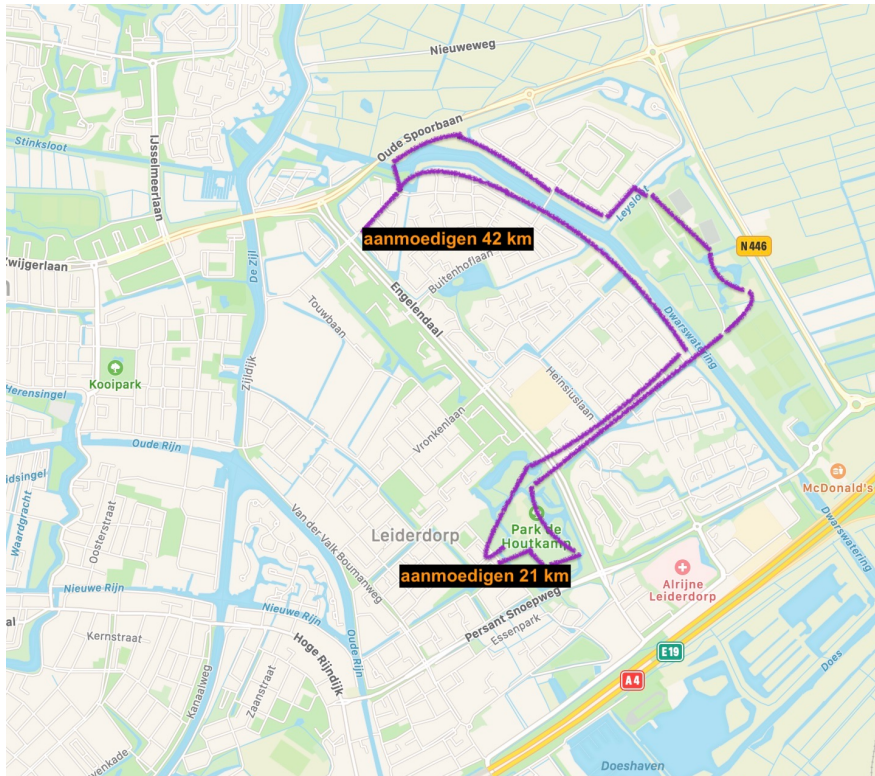 Nieuweweg
Oude Spoorbaan
Stinksloot
IJsselmeerlaan
Leysloot
aanmoedigen 42 km
N446
Zwijgerlaan
De Zijl
Buitenhoflaan
Engelendaal
Touwbaan
Dwarswatering
Zijldijk
Kooipark
Heinsiuslaan
Herensingel
Vronkenlaan
Oude Rijn
McDonald's
Waardgracht
Oosterstraat
Van der Valk Boumanweg
Leiderdorp
Park de
Houtkamp
Dwarswatering
aanmoedigen 21 km
Alrijne
Leiderdorp
Nieuwe Rijn
Nieuwe Rijn
Persant Snoepweg
Essenpark
Kernstraat
Hoge Rijndijk
Oude Rijn
E19
Does
A4
Kanaalweg
Zaanstraat
Doeshaven